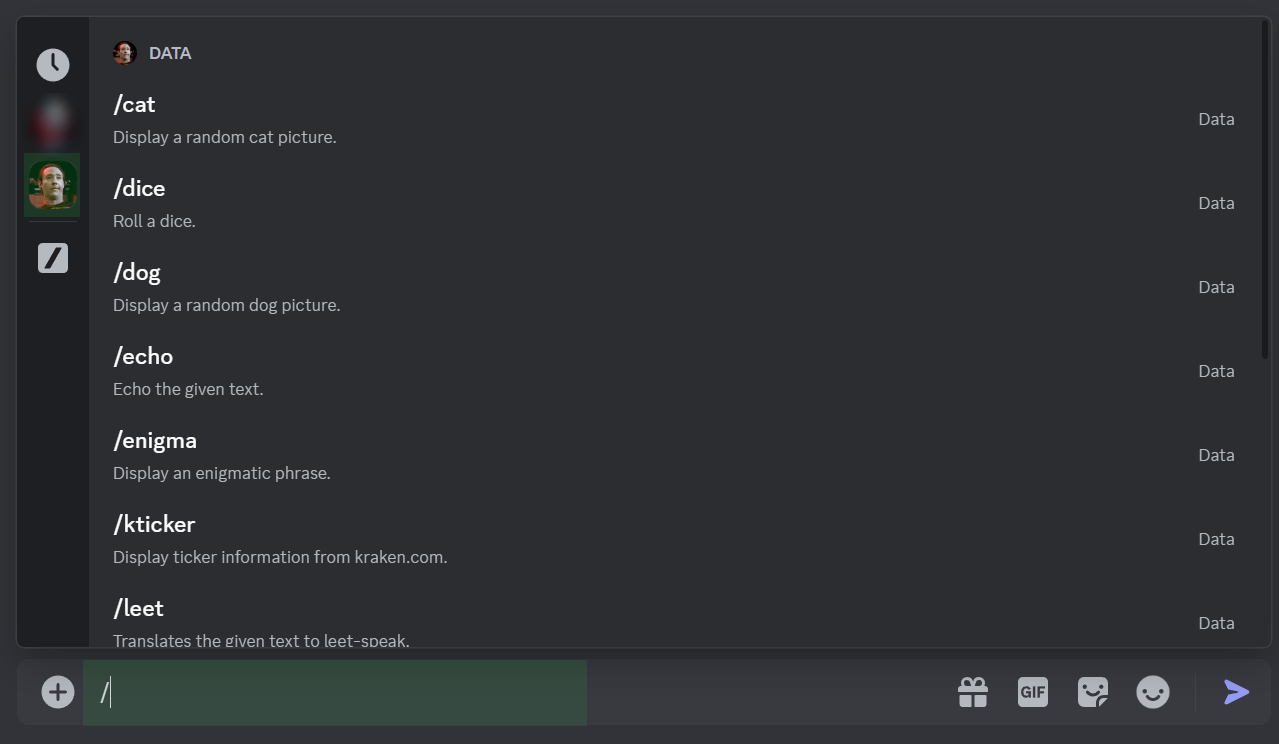 DATA
/cat
Display a random cat picture.
Data
/dice
Roll a dice.
Data
/dog
Display a random dog picture.
Data
/echo
Echo the given text.
Data
/enigma
Display an enigmatic phrase.
Data
/kticker
Display ticker information from kraken.com.
Data
/leet
Translates the given text to leet-speak.
Data
/
GIF